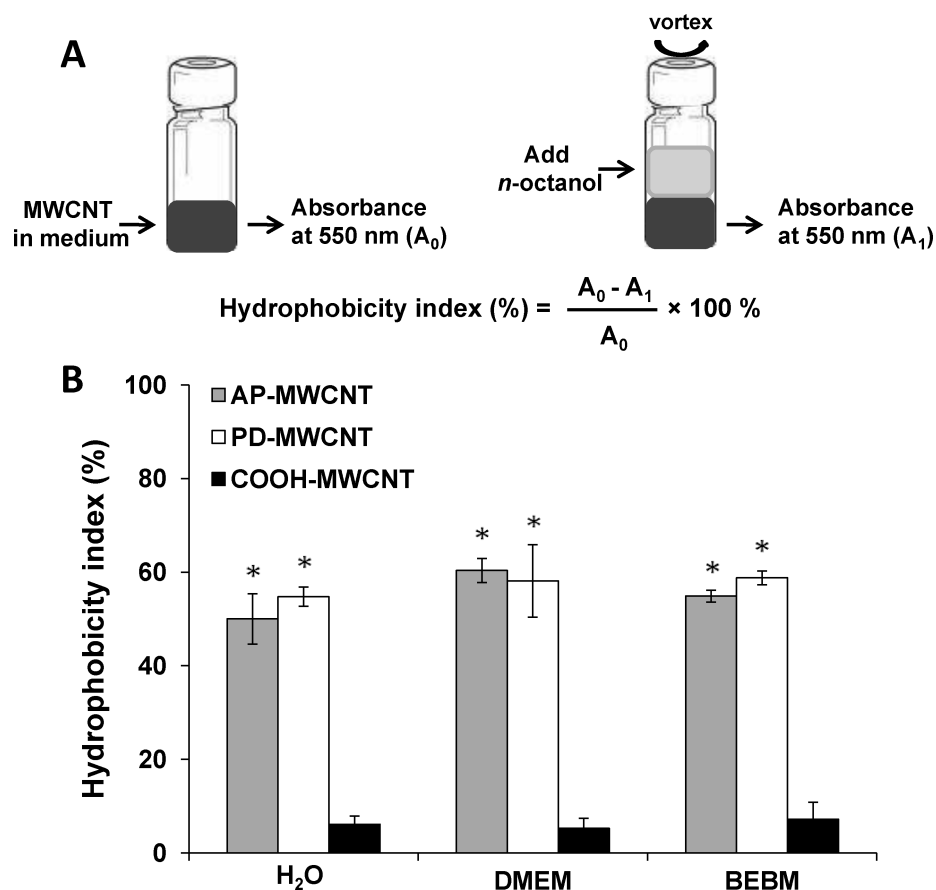 A
vortex
MWCNT
in medium
Absorbance
at 550 nm (A₀)
Add
n-octanol
Absorbance
at 550 nm (A₁)
Hydrophobicity index (%) = A₀ - A₁ / A₀ × 100 %
B
Hydrophobicity index (%)
100
80
60
40
20
0
AP-MWCNT
PD-MWCNT
COOH-MWCNT
* * * * * *
H₂O DMEM BEBM